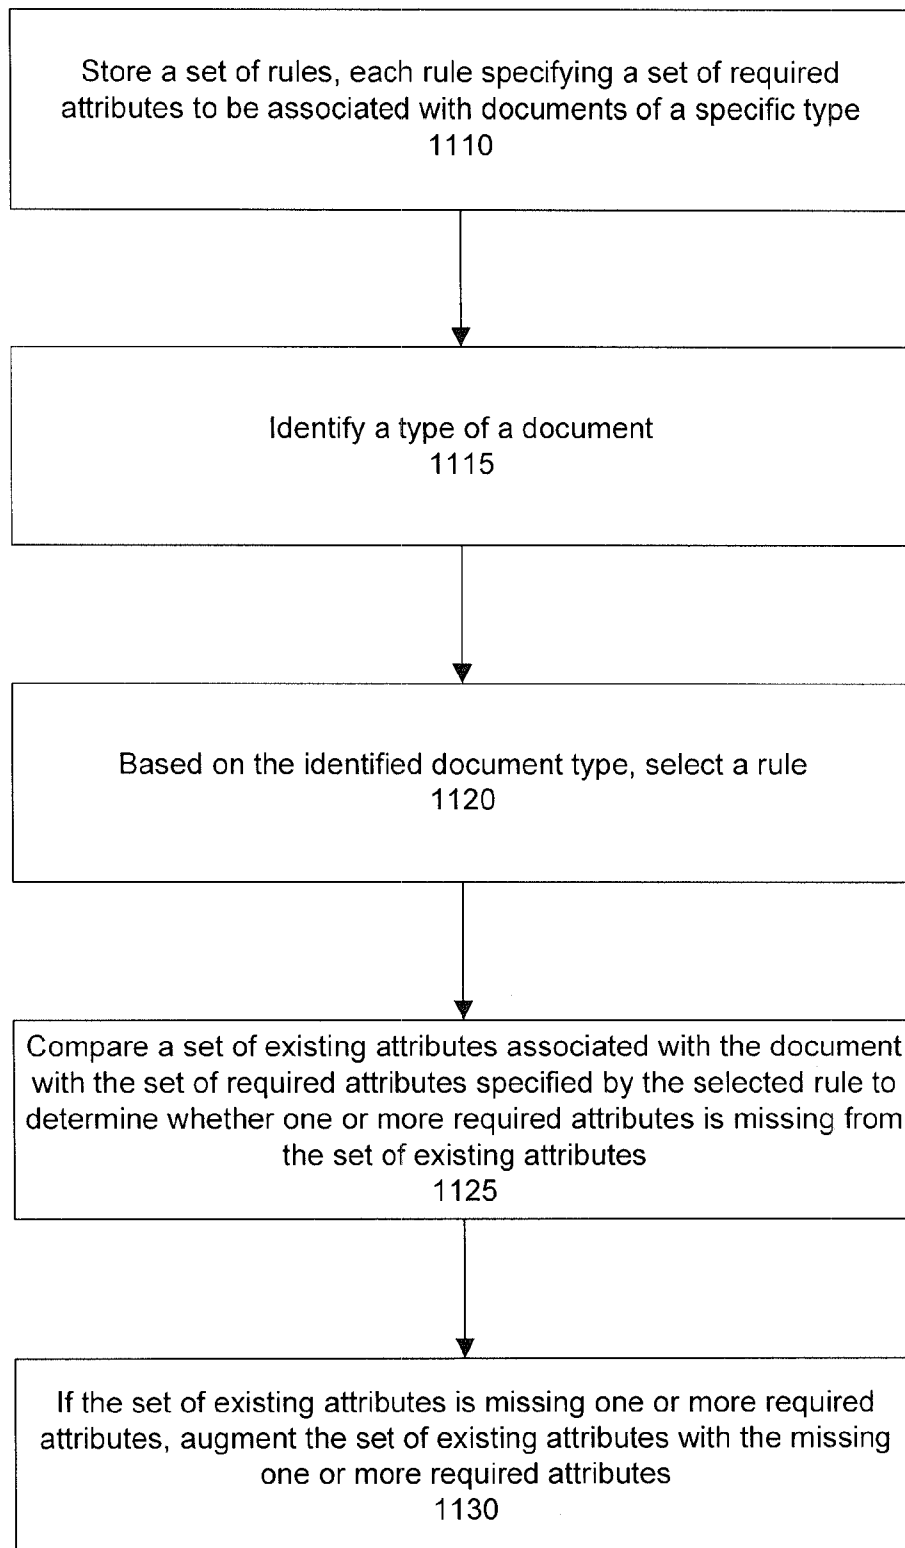 Store a set of rules, each rule specifying a set of required
attributes to be associated with documents of a specific type
1110
Identify a type of a document
1115
Based on the identified document type, select a rule
1120
Compare a set of existing attributes associated with the document
with the set of required attributes specified by the selected rule to
determine whether one or more required attributes is missing from
the set of existing attributes
1125
If the set of existing attributes is missing one or more required
attributes, augment the set of existing attributes with the missing
one or more required attributes
1130